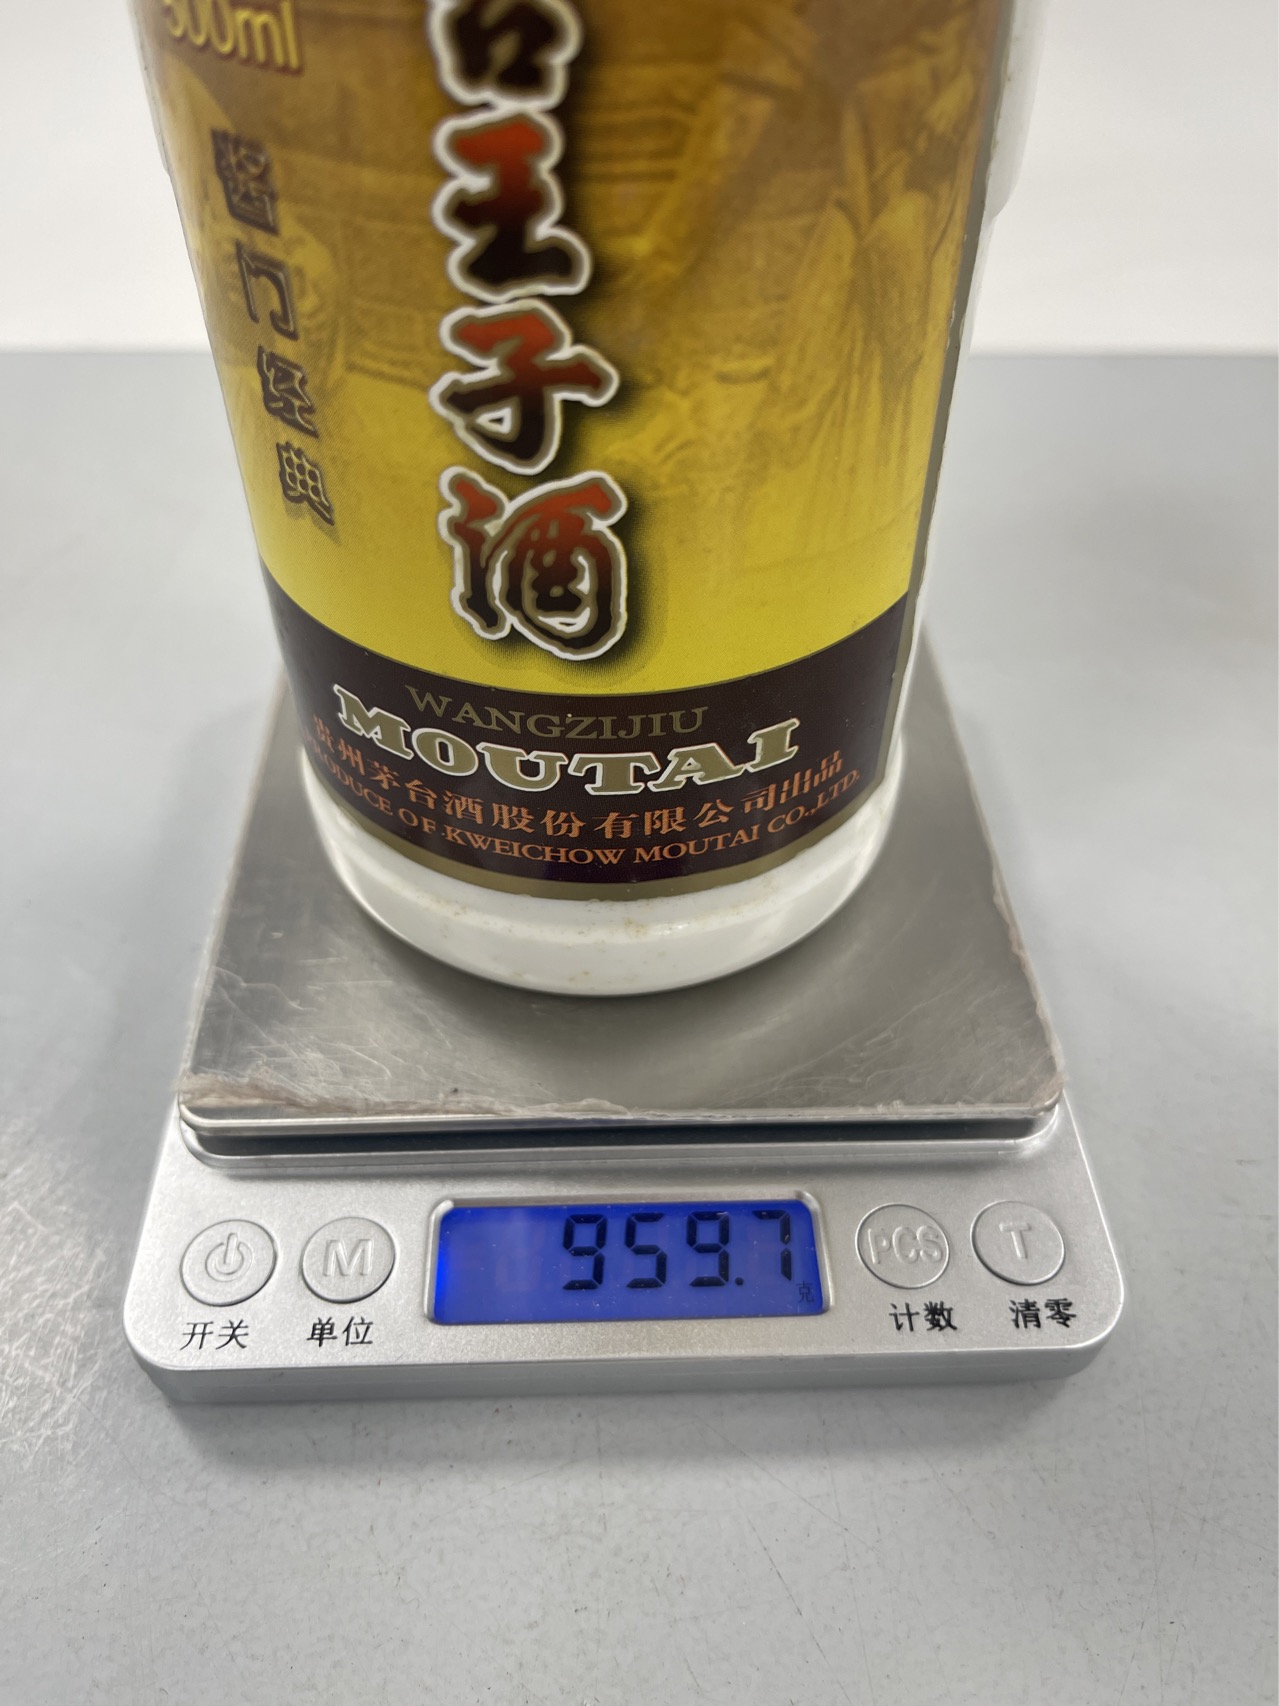 500ml
酱门经典
台王子酒
WANGZIJIU
MOUTAI
贵州茅台酒股份有限公司出品
PRODUCE OF KWEICHOW MOUTAI CO.,LTD.
959.7
克
M
PCS
T
开关
单位
计数
清零